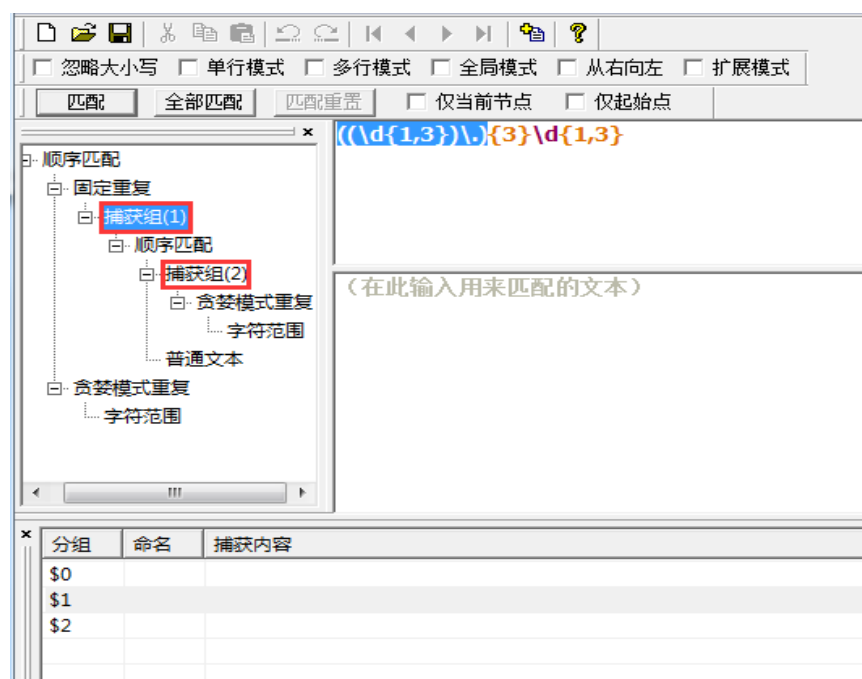 忽略大小写 单行模式 多行模式 全局模式 从右向左 扩展模式
匹配 全部匹配 匹配重置 仅当前节点 仅起始点
顺序匹配
固定重复
捕获组(1)
顺序匹配
捕获组(2)
贪婪模式重复
字符范围
普通文本
贪婪模式重复
字符范围
((\d{1,3})\.){3}\d{1,3}
(在此输入用来匹配的文本)
分组 命名 捕获内容
$0
$1
$2